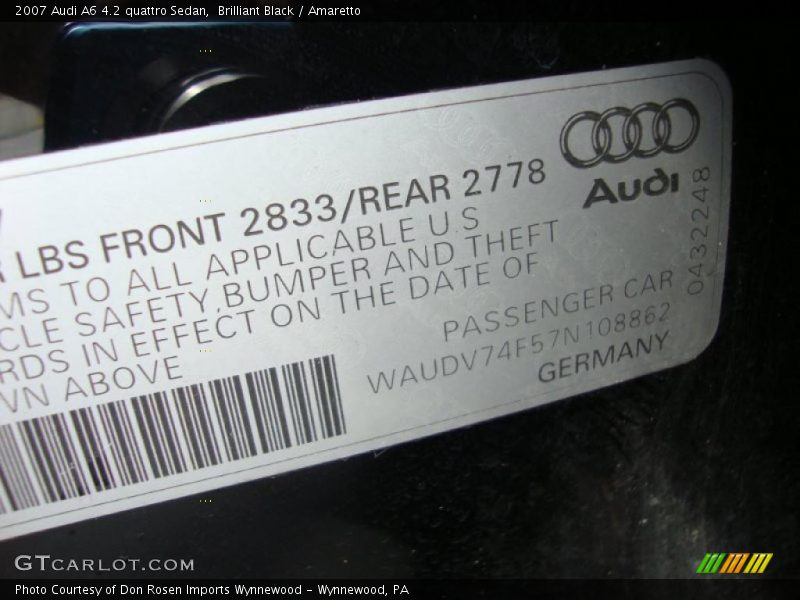 2007 Audi A6 4.2 quattro Sedan,  Brilliant Black / Amaretto
LBS FRONT 2833/REAR 2778
MS TO ALL APPLICABLE U.S
CLE SAFETY,BUMPER AND THEFT
RDS IN EFFECT ON THE DATE OF
WN ABOVE
Audi
0432248
PASSENGER CAR
WAUDV74F57N108862
GERMANY
GTCARLOT.COM
Photo Courtesy of Don Rosen Imports Wynnewood – Wynnewood, PA